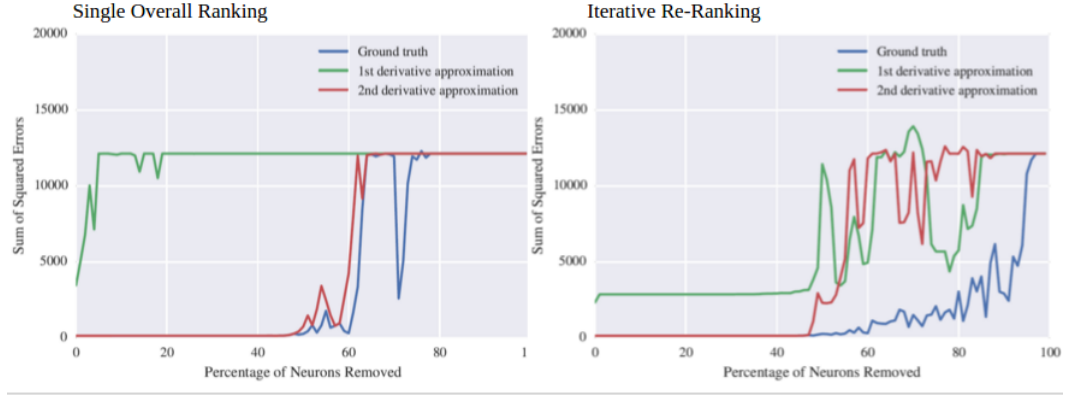 Single Overall Ranking
20000
15000
10000
5000
0
Sum of Squared Errors
Ground truth
1st derivative approximation
2nd derivative approximation
0 20 40 60 80 1
Percentage of Neurons Removed
Iterative Re-Ranking
20000
15000
10000
5000
0
Sum of Squared Errors
Ground truth
1st derivative approximation
2nd derivative approximation
0 20 40 60 80 100
Percentage of Neurons Removed